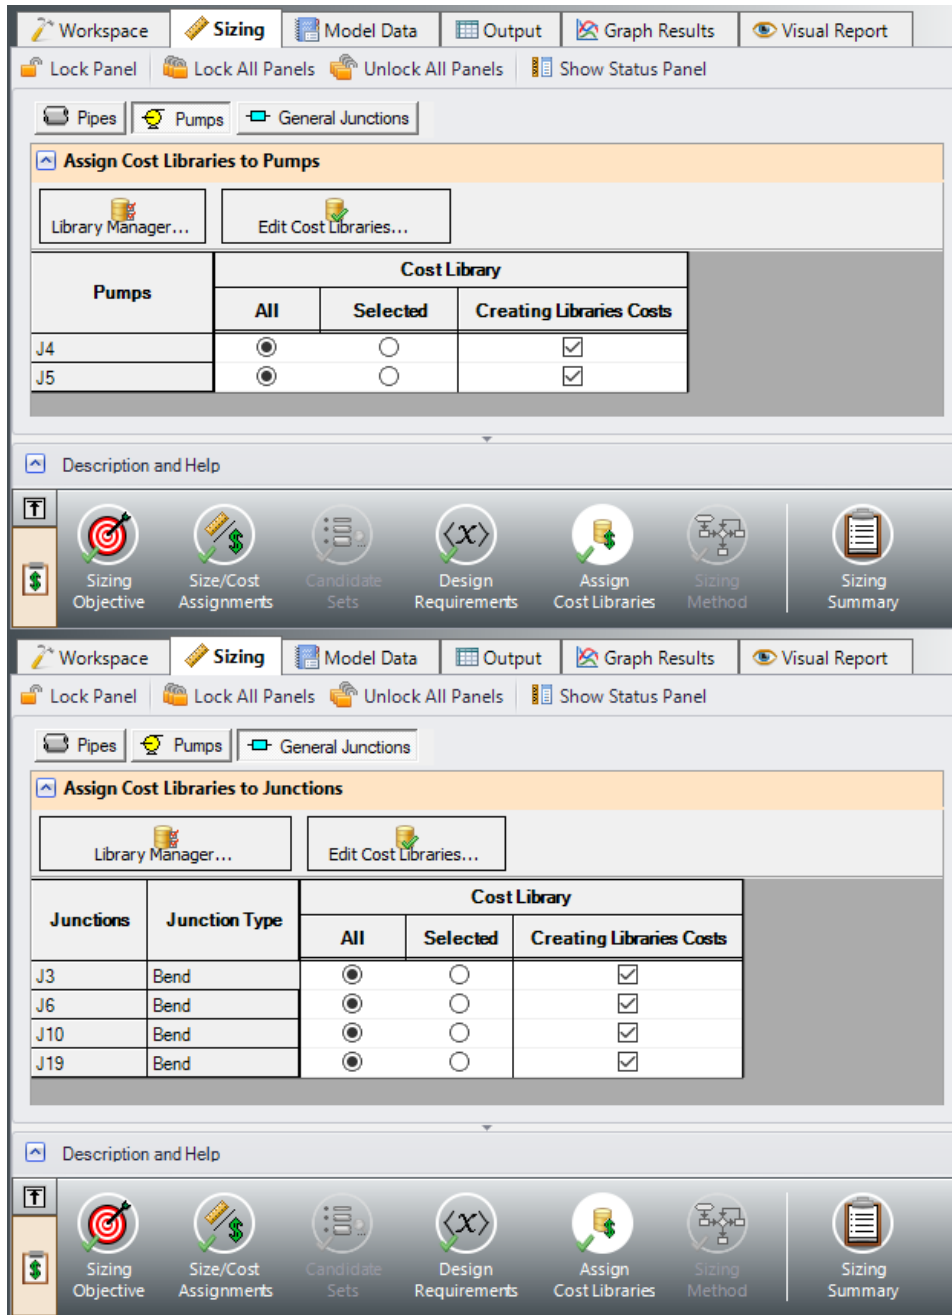 Workspace Sizing Model Data Output Graph Results Visual Report
Lock Panel Lock All Panels Unlock All Panels Show Status Panel
Pipes Pumps General Junctions
Assign Cost Libraries to Pumps
Library Manager... Edit Cost Libraries...
Pumps Cost Library
All Selected Creating Libraries Costs
J4
J5
Description and Help
Sizing Size/Cost Candidate Design Assign Sizing Sizing
Objective Assignments Sets Requirements Cost Libraries Method Summary
Workspace Sizing Model Data Output Graph Results Visual Report
Lock Panel Lock All Panels Unlock All Panels Show Status Panel
Pipes Pumps General Junctions
Assign Cost Libraries to Junctions
Library Manager... Edit Cost Libraries...
Junctions Junction Type Cost Library
All Selected Creating Libraries Costs
J3 Bend
J6 Bend
J10 Bend
J19 Bend
Description and Help
Sizing Size/Cost Candidate Design Assign Sizing Sizing
Objective Assignments Sets Requirements Cost Libraries Method Summary